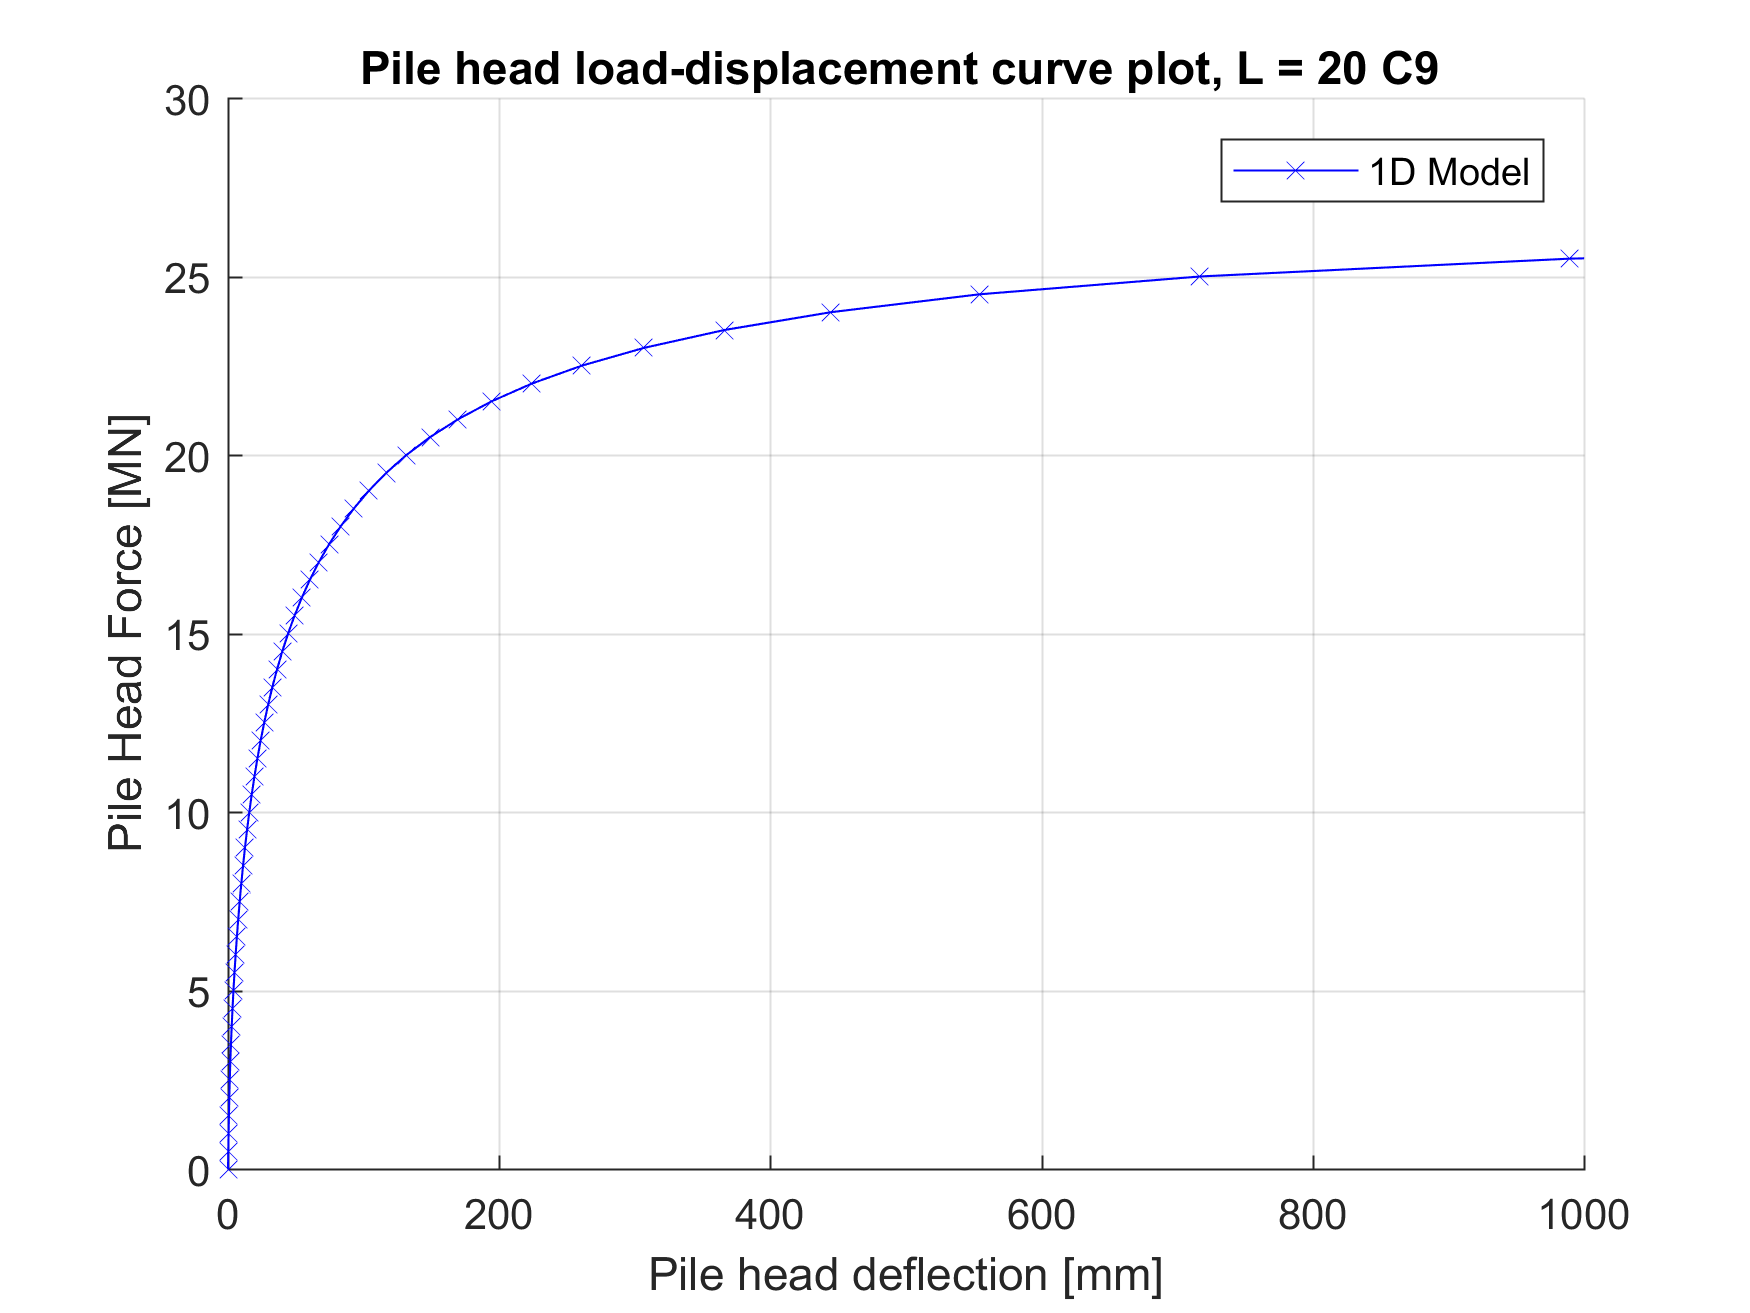 Pile head load-displacement curve plot, L = 20 C9
30
25
20
15
10
5
0
Pile Head Force [MN]
1D Model
0 200 400 600 800 1000
Pile head deflection [mm]